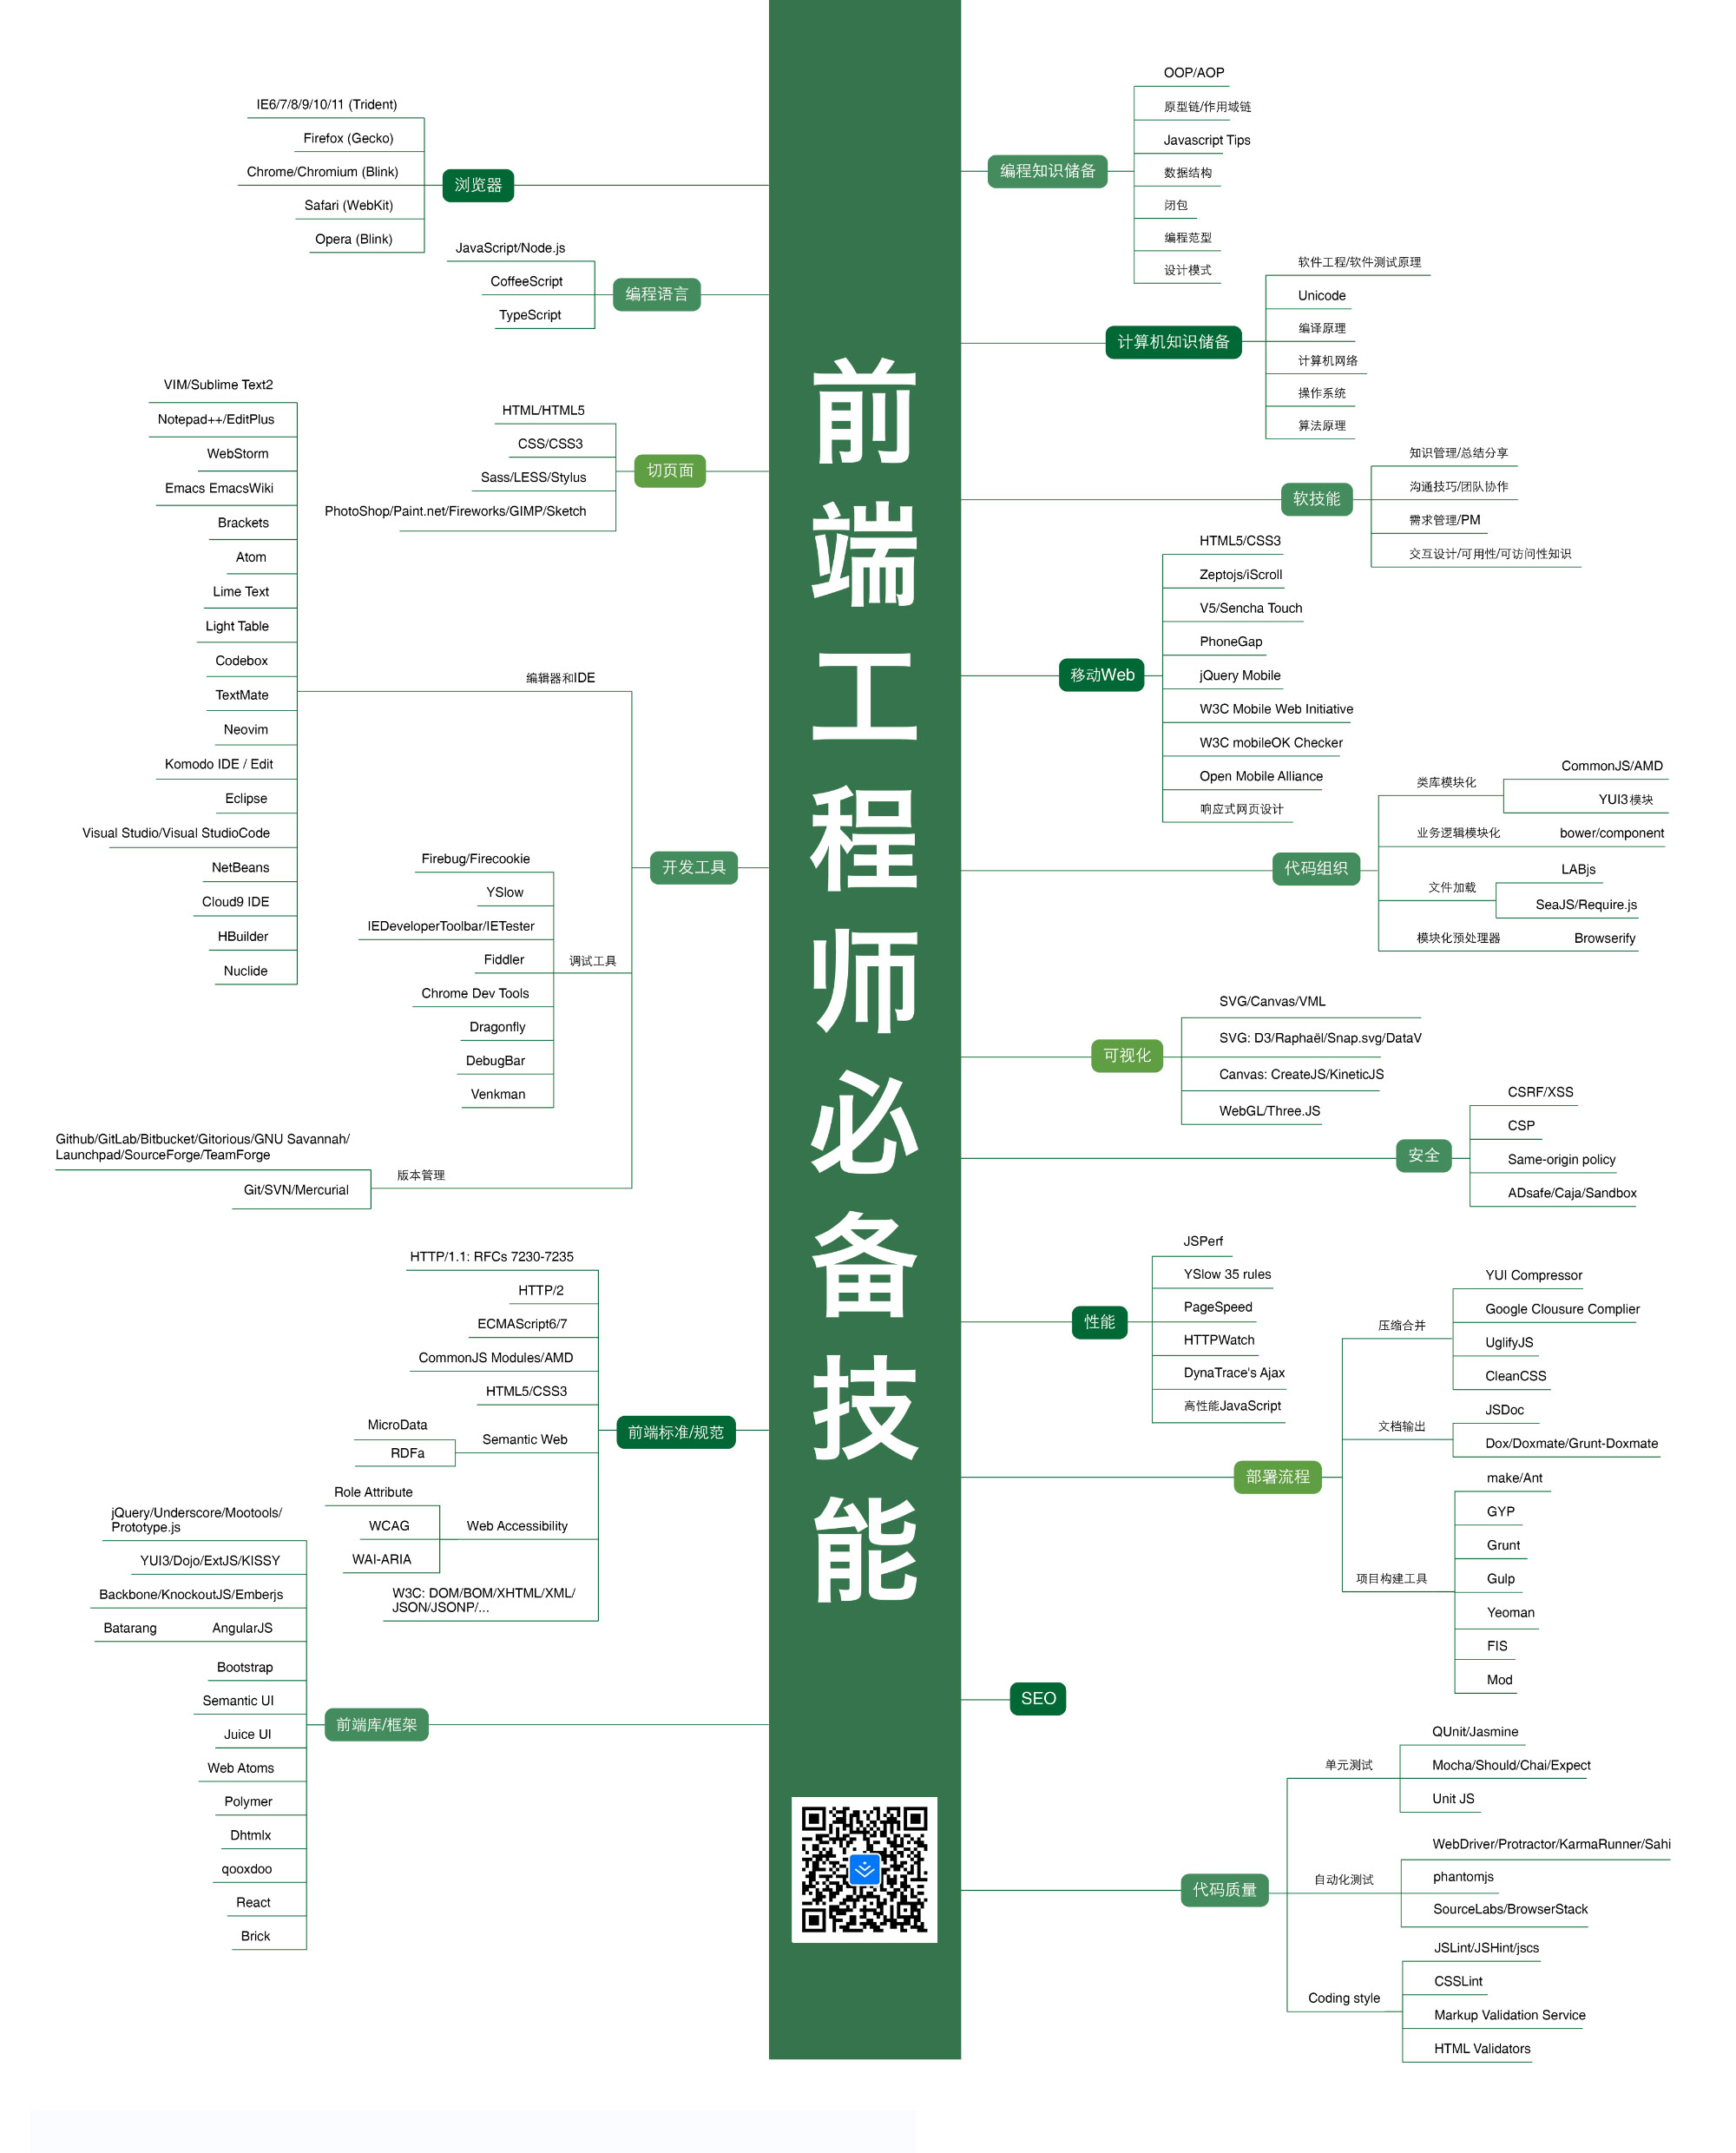 前端工程师必备技能
浏览器
IE6/7/8/9/10/11 (Trident)
Firefox (Gecko)
Chrome/Chromium (Blink)
Safari (WebKit)
Opera (Blink)
编程语言
JavaScript/Node.js
CoffeeScript
TypeScript
切页面
HTML/HTML5
CSS/CSS3
Sass/LESS/Stylus
PhotoShop/Paint.net/Fireworks/GIMP/Sketch
开发工具
编辑器和IDE
VIM/Sublime Text2
Notepad++/EditPlus
WebStorm
Emacs EmacsWiki
Brackets
Atom
Lime Text
Light Table
Codebox
TextMate
Neovim
Komodo IDE / Edit
Eclipse
Visual Studio/Visual StudioCode
NetBeans
Cloud9 IDE
HBuilder
Nuclide
调试工具
Firebug/Firecookie
YSlow
IEDeveloperToolbar/IETester
Fiddler
Chrome Dev Tools
Dragonfly
DebugBar
Venkman
版本管理
Github/GitLab/Bitbucket/Gitorious/GNU Savannah/
Launchpad/SourceForge/TeamForge
Git/SVN/Mercurial
前端标准/规范
HTTP/1.1: RFCs 7230-7235
HTTP/2
ECMAScript6/7
CommonJS Modules/AMD
HTML5/CSS3
Semantic Web
MicroData
RDFa
Web Accessibility
Role Attribute
WCAG
WAI-ARIA
W3C: DOM/BOM/XHTML/XML/
JSON/JSONP/...
前端库/框架
jQuery/Underscore/Mootools/
Prototype.js
YUI3/Dojo/ExtJS/KISSY
Backbone/KnockoutJS/Emberjs
AngularJS
Batarang
Bootstrap
Semantic UI
Juice UI
Web Atoms
Polymer
Dhtmlx
qooxdoo
React
Brick
编程知识储备
OOP/AOP
原型链/作用域链
Javascript Tips
数据结构
闭包
编程范型
设计模式
计算机知识储备
软件工程/软件测试原理
Unicode
编译原理
计算机网络
操作系统
算法原理
软技能
知识管理/总结分享
沟通技巧/团队协作
需求管理/PM
交互设计/可用性/可访问性知识
移动Web
HTML5/CSS3
Zeptojs/iScroll
V5/Sencha Touch
PhoneGap
jQuery Mobile
W3C Mobile Web Initiative
W3C mobileOK Checker
Open Mobile Alliance
响应式网页设计
代码组织
类库模块化
CommonJS/AMD
YUI3模块
业务逻辑模块化
bower/component
文件加载
LABjs
SeaJS/Require.js
模块化预处理器
Browserify
可视化
SVG/Canvas/VML
SVG: D3/Raphaël/Snap.svg/DataV
Canvas: CreateJS/KineticJS
WebGL/Three.JS
安全
CSRF/XSS
CSP
Same-origin policy
ADsafe/Caja/Sandbox
性能
JSPerf
YSlow 35 rules
PageSpeed
HTTPWatch
DynaTrace's Ajax
高性能JavaScript
部署流程
压缩合并
YUI Compressor
Google Clousure Complier
UglifyJS
CleanCSS
文档输出
JSDoc
Dox/Doxmate/Grunt-Doxmate
项目构建工具
make/Ant
GYP
Grunt
Gulp
Yeoman
FIS
Mod
SEO
代码质量
单元测试
QUnit/Jasmine
Mocha/Should/Chai/Expect
Unit JS
自动化测试
WebDriver/Protractor/KarmaRunner/Sahi
phantomjs
SourceLabs/BrowserStack
Coding style
JSLint/JSHint/jscs
CSSLint
Markup Validation Service
HTML Validators